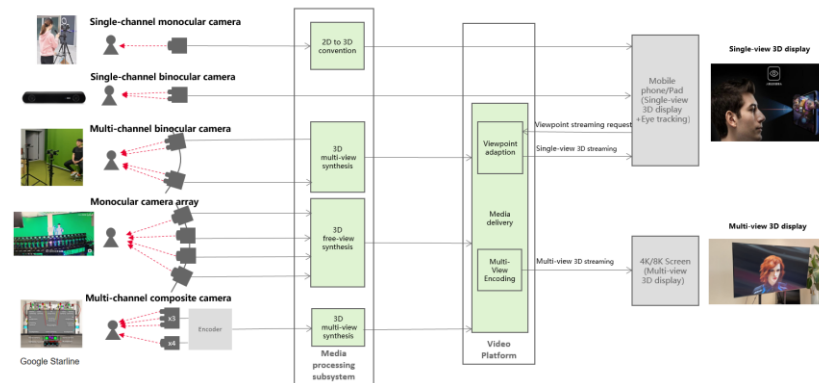 Single-channel monocular camera
2D to 3D
convention
Single-view 3D display
Single-channel binocular camera
Mobile
phone/Pad
(Single-view
3D display
+Eye tracking)
Multi-channel binocular camera
3D
multi-view
synthesis
Viewpoint
adaption
Viewpoint streaming request
Single-view 3D streaming
Monocular camera array
3D
free-view
synthesis
Media
delivery
Multi-view 3D display
Multi-
View
Encoding
Multi-view 3D streaming
4K/8K Screen
(Multi-view
3D display)
Multi-channel composite camera
x3
x4
Encoder
3D
multi-view
synthesis
Google Starline
Media
processing
subsystem
Video
Platform